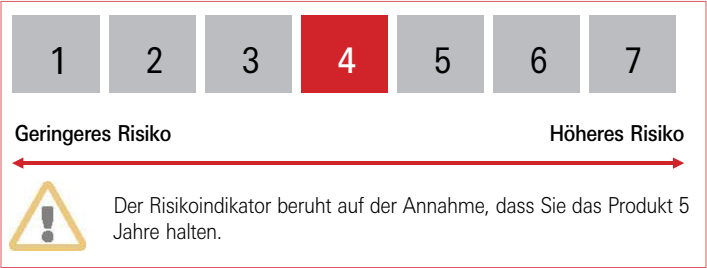 1 2 3 4 5 6 7
Geringeres Risiko Höheres Risiko
Der Risikoindikator beruht auf der Annahme, dass Sie das Produkt 5
Jahre halten.